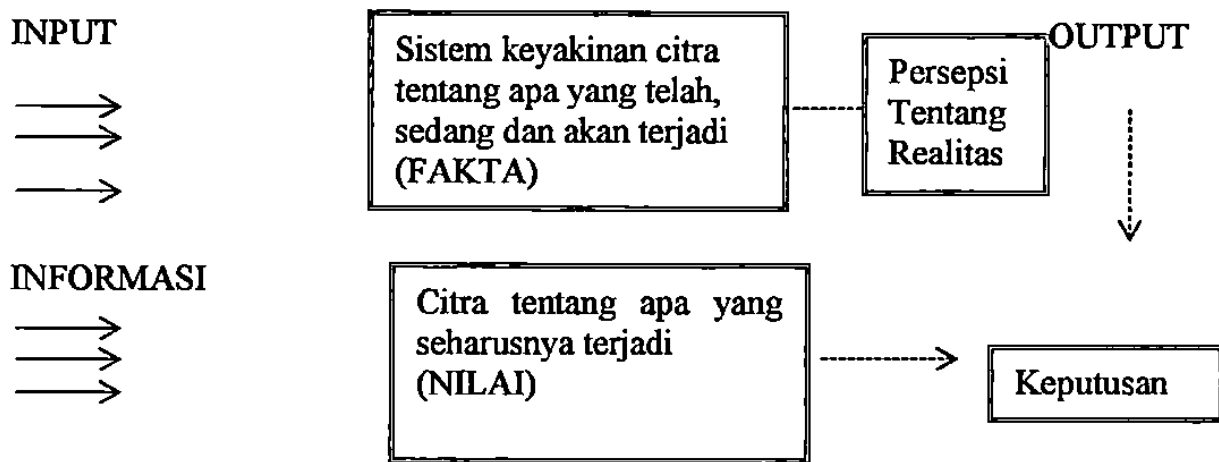 INPUT
Sistem keyakinan citra
tentang apa yang telah,
sedang dan akan terjadi
(FAKTA)
Persepsi
Tentang
Realitas
OUTPUT
INFORMASI
Citra tentang apa yang
seharusnya terjadi
(NILAI)
Keputusan